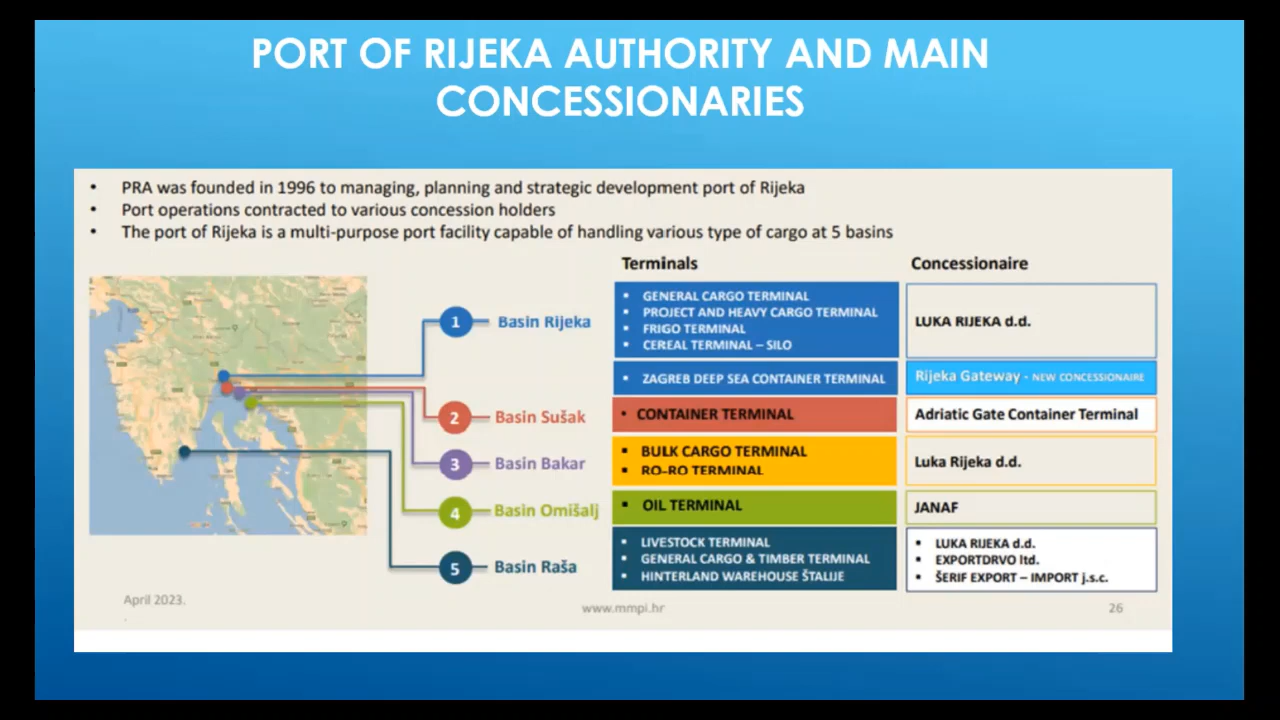 PORT OF RIJEKA AUTHORITY AND MAIN
CONCESSIONARIES
• PRA was founded in 1996 to managing, planning and strategic development port of Rijeka
• Port operations contracted to various concession holders
• The port of Rijeka is a multi-purpose port facility capable of handling various type of cargo at 5 basins
Terminals
Concessionaire
1 Basin Rijeka
▪ GENERAL CARGO TERMINAL
▪ PROJECT AND HEAVY CARGO TERMINAL
▪ FRIGO TERMINAL
▪ CEREAL TERMINAL – SILO
LUKA RIJEKA d.d.
▪ ZAGREB DEEP SEA CONTAINER TERMINAL
Rijeka Gateway - NEW CONCESSIONAIRE
2 Basin Sušak
• CONTAINER TERMINAL
Adriatic Gate Container Terminal
3 Basin Bakar
▪ BULK CARGO TERMINAL
▪ RO-RO TERMINAL
Luka Rijeka d.d.
4 Basin Omišalj
▪ OIL TERMINAL
JANAF
5 Basin Raša
▪ LIVESTOCK TERMINAL
▪ GENERAL CARGO & TIMBER TERMINAL
▪ HINTERLAND WAREHOUSE ŠTALIJE
▪ LUKA RIJEKA d.d.
▪ EXPORTDRVO ltd.
▪ ŠERIF EXPORT – IMPORT j.s.c.
April 2023.
www.mmpi.hr
26